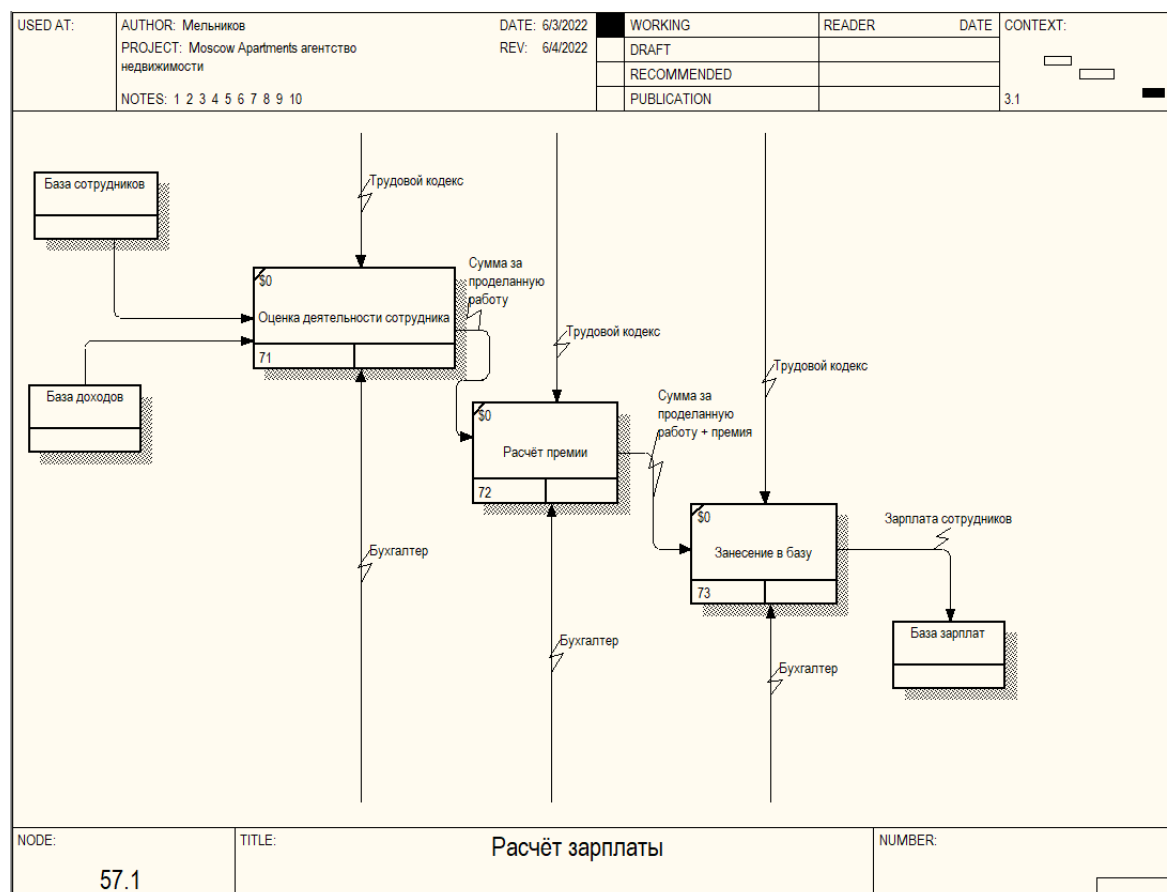 USED AT:
AUTHOR: Мельников
DATE: 6/3/2022
WORKING
READER
DATE
CONTEXT:
PROJECT: Moscow Apartments агентство
недвижимости
REV: 6/4/2022
DRAFT
RECOMMENDED
NOTES: 1 2 3 4 5 6 7 8 9 10
PUBLICATION
3.1
База сотрудников
Трудовой кодекс
Сумма за
проделанную
работу
$0
Оценка деятельности сотрудника
71
Трудовой кодекс
Трудовой кодекс
База доходов
Сумма за
проделанную
работу + премия
$0
Расчёт премии
72
$0
Занесение в базу
73
Зарплата сотрудников
Бухгалтер
База зарплат
Бухгалтер
Бухгалтер
NODE:
TITLE:
Расчёт зарплаты
NUMBER:
57.1